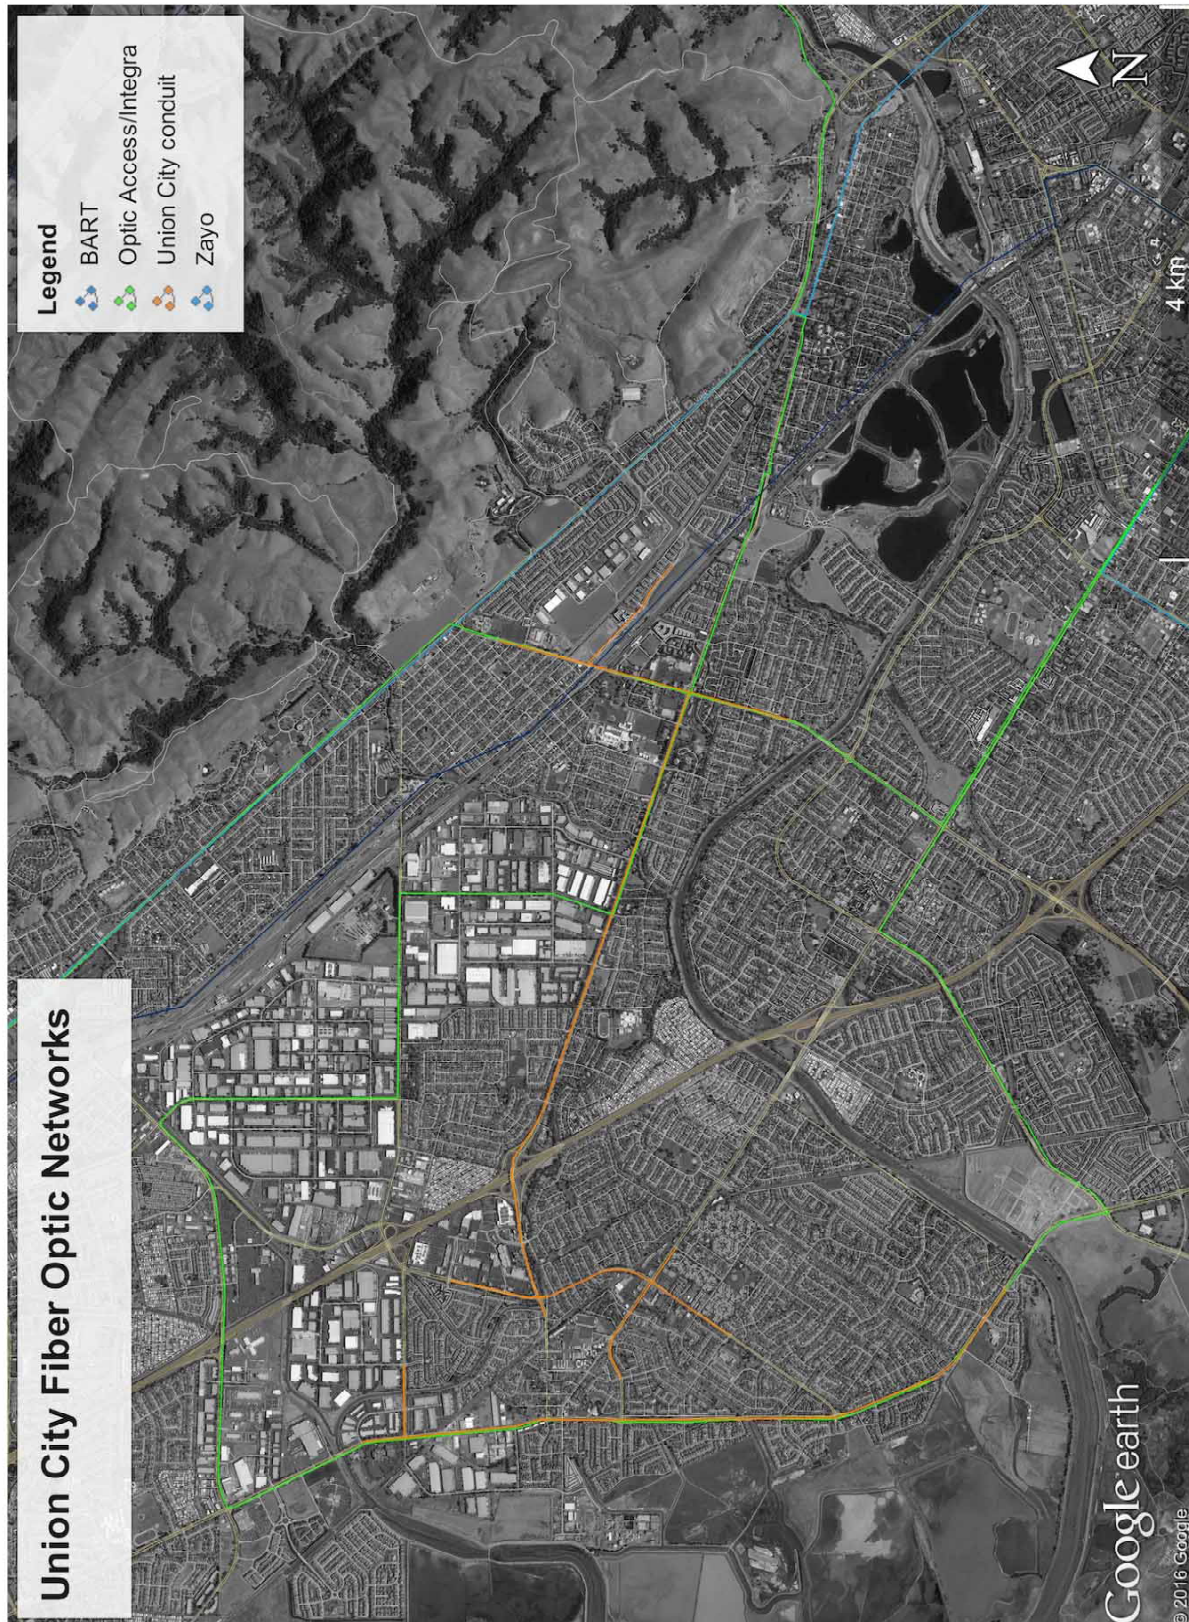 Union City Fiber Optic Networks
Legend
BART
Optic Access/Integra
Union City conduit
Zayo
N
4 km
Google earth
© 2016 Google